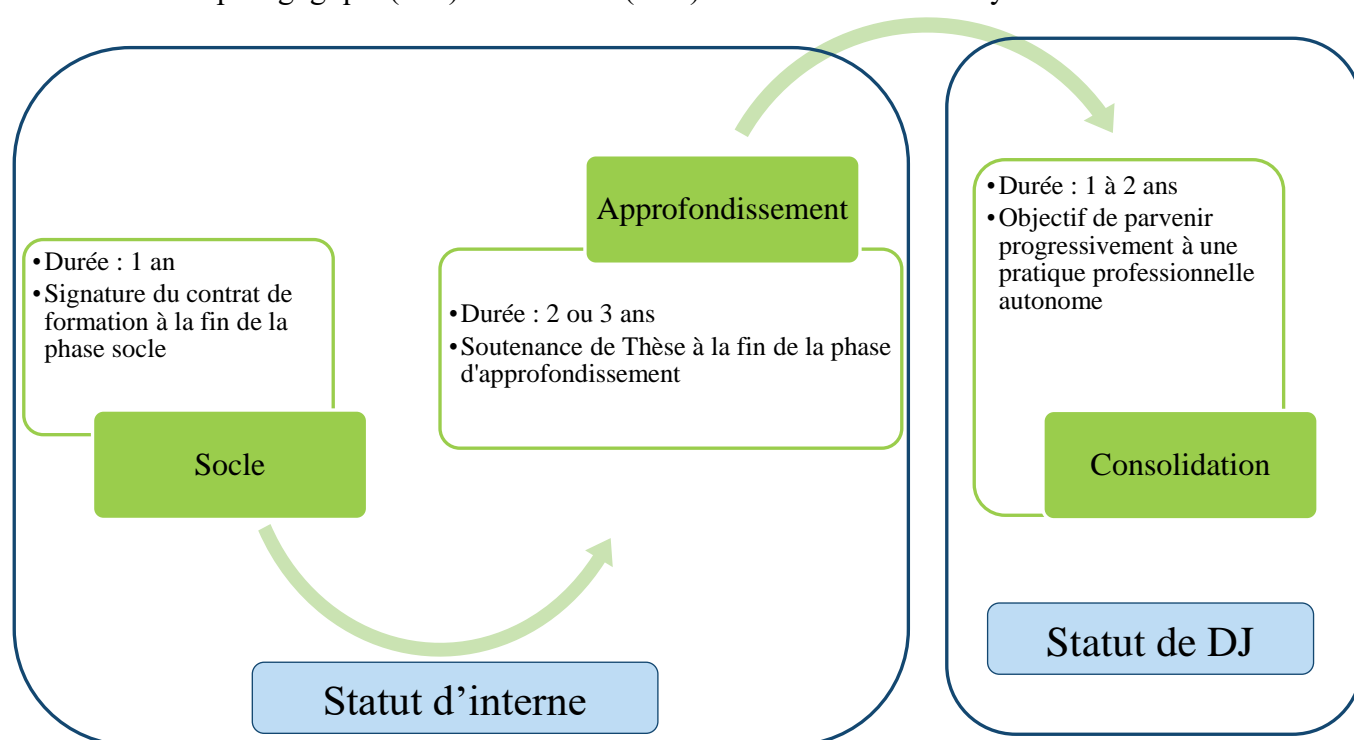 •Durée : 1 an
•Signature du contrat de
formation à la fin de la
phase socle
Socle
Approfondissement
•Durée : 2 ou 3 ans
•Soutenance de Thèse à la fin de la phase
d'approfondissement
Statut d’interne
•Durée : 1 à 2 ans
•Objectif de parvenir
progressivement à une
pratique professionnelle
autonome
Consolidation
Statut de DJ